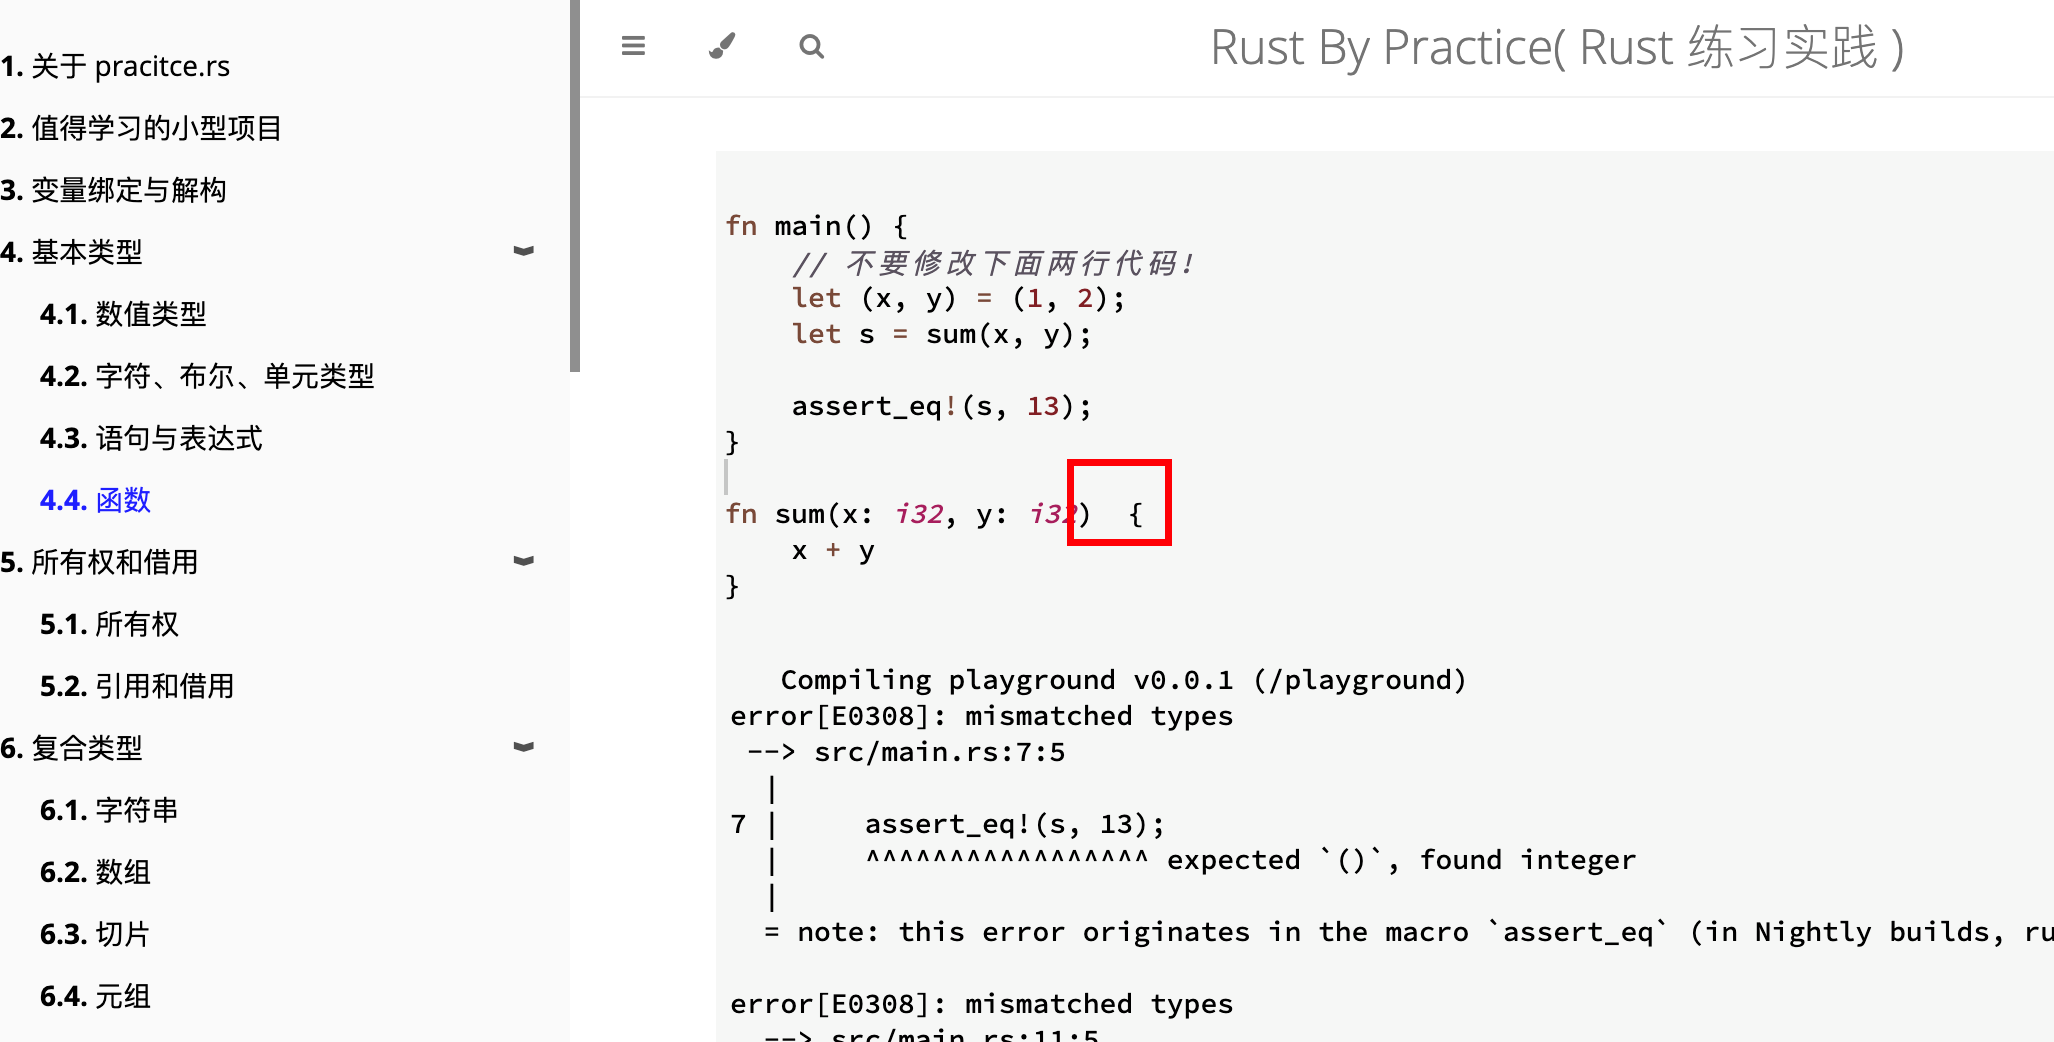 1. 关于 pracitce.rs
2. 值得学习的小型项目
3. 变量绑定与解构
4. 基本类型
4.1. 数值类型
4.2. 字符、布尔、单元类型
4.3. 语句与表达式
4.4. 函数
5. 所有权和借用
5.1. 所有权
5.2. 引用和借用
6. 复合类型
6.1. 字符串
6.2. 数组
6.3. 切片
6.4. 元组
Rust By Practice( Rust 练习实践 )
fn main() {
    // 不要修改下面两行代码!
    let (x, y) = (1, 2);
    let s = sum(x, y);

    assert_eq!(s, 13);
}

fn sum(x: i32, y: i32)  {
    x + y
}

   Compiling playground v0.0.1 (/playground)
error[E0308]: mismatched types
 --> src/main.rs:7:5
  |
7 |     assert_eq!(s, 13);
  |     ^^^^^^^^^^^^^^^^^ expected `()`, found integer
  |
  = note: this error originates in the macro `assert_eq` (in Nightly builds, ru

error[E0308]: mismatched types
  --> src/main.rs:11:5